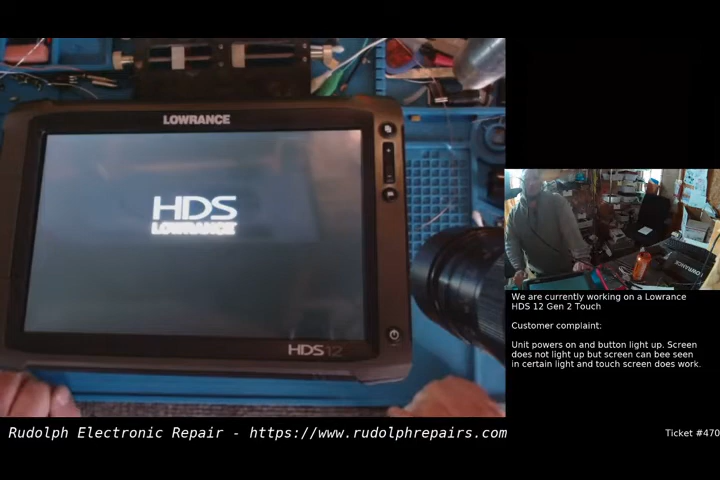 LOWRANCE
HDS
LOWRANCE
HDS12
LOWRANCE
We are currently working on a Lowrance
HDS 12 Gen 2 Touch
Customer complaint:
Unit powers on and button light up. Screen
does not light up but screen can bee seen
in certain light and touch screen does work.
Rudolph Electronic Repair - https://www.rudolphrepairs.com
Ticket #470